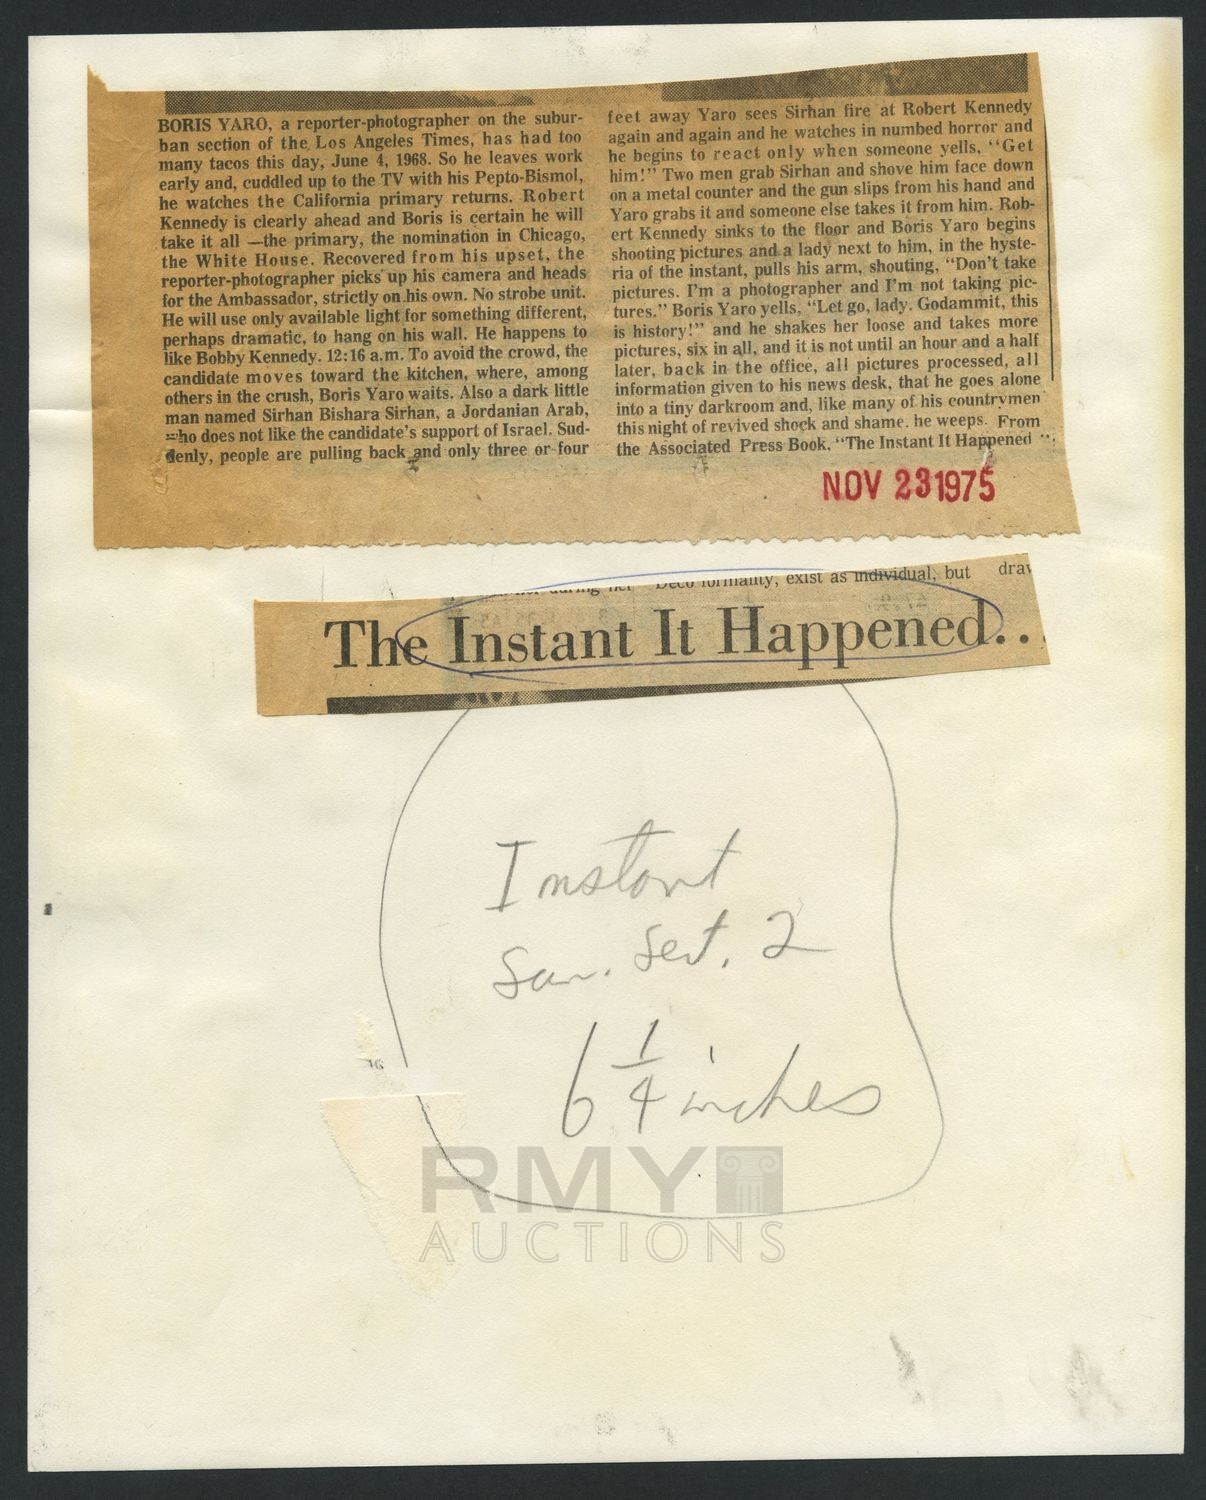 BORIS YARO, a reporter-photographer on the subur-
ban section of the Los Angeles Times, has had too
many tacos this day, June 4, 1968. So he leaves work
early and, cuddled up to the TV with his Pepto-Bismol,
he watches the California primary returns. Robert
Kennedy is clearly ahead and Boris is certain he will
take it all —the primary, the nomination in Chicago,
the White House. Recovered from his upset, the
reporter-photographer picks up his camera and heads
for the Ambassador, strictly on his own. No strobe unit.
He will use only available light for something different,
perhaps dramatic, to hang on his wall. He happens to
like Bobby Kennedy. 12:16 a.m. To avoid the crowd, the
candidate moves toward the kitchen, where, among
others in the crush, Boris Yaro waits. Also a dark little
man named Sirhan Bishara Sirhan, a Jordanian Arab,
who does not like the candidate's support of Israel. Sud-
denly, people are pulling back and only three or four
feet away Yaro sees Sirhan fire at Robert Kennedy
again and again and he watches in numbed horror and
he begins to react only when someone yells, "Get
him!" Two men grab Sirhan and shove him face down
on a metal counter and the gun slips from his hand and
Yaro grabs it and someone else takes it from him. Rob-
ert Kennedy sinks to the floor and Boris Yaro begins
shooting pictures and a lady next to him, in the hyste-
ria of the instant, pulls his arm, shouting, "Don't take
pictures. I'm a photographer and I'm not taking pic-
tures." Boris Yaro yells, "Let go, lady. Godammit, this
is history!" and he shakes her loose and takes more
pictures, six in all, and it is not until an hour and a half
later, back in the office, all pictures processed, all
information given to his news desk, that he goes alone
into a tiny darkroom and, like many of his countrymen
this night of revived shock and shame. he weeps. From
the Associated Press Book, "The Instant It Happened ".
NOV 23 1975
Deco formality, exist as individual, but
The Instant It Happened...
Instant
Sun. Sect. 2
6 1/4 inches
RMY
AUCTIONS